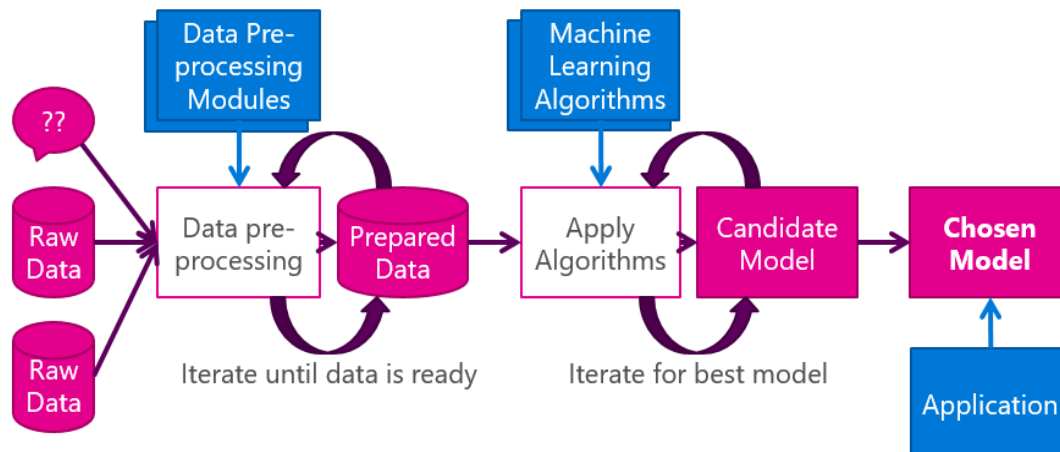 Data Pre-
processing
Modules
Machine
Learning
Algorithms
??
Raw
Data
Raw
Data
Data pre-
processing
Prepared
Data
Apply
Algorithms
Candidate
Model
Chosen
Model
Iterate until data is ready
Iterate for best model
Application